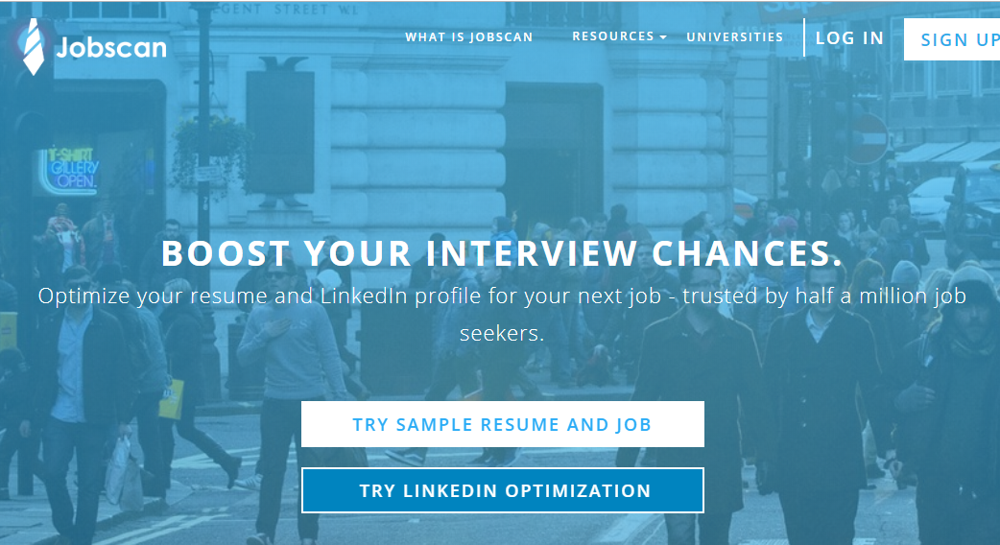 GENT STREET W1
Jobscan
WHAT IS JOBSCAN
RESOURCES
UNIVERSITIES
LOG IN
SIGN UP
T-SHIRT
GALLERY
OPEN
BOOST YOUR INTERVIEW CHANCES.
Optimize your resume and LinkedIn profile for your next job - trusted by half a million job
seekers.
TRY SAMPLE RESUME AND JOB
TRY LINKEDIN OPTIMIZATION